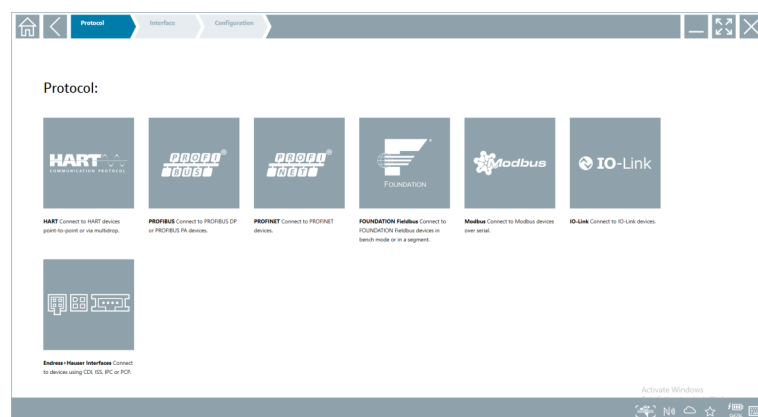 Protocol
Interface
Configuration
Protocol:
HART
COMMUNICATION PROTOCOL
PROFI®
BUS
PROFI®
NET
FOUNDATION
Modbus
IO-Link
HART Connect to HART devices
point-to-point or via multidrop.
PROFIBUS Connect to PROFIBUS DP
or PROFIBUS PA devices.
PROFINET Connect to PROFINET
devices.
FOUNDATION Fieldbus Connect to
FOUNDATION Fieldbus devices in
bench mode or in a segment.
Modbus Connect to Modbus devices
over serial.
IO-Link Connect to IO-Link devices.
Endress+Hauser Interfaces Connect
to devices using CDI, ISS, IPC or PCP.
Activate Windows